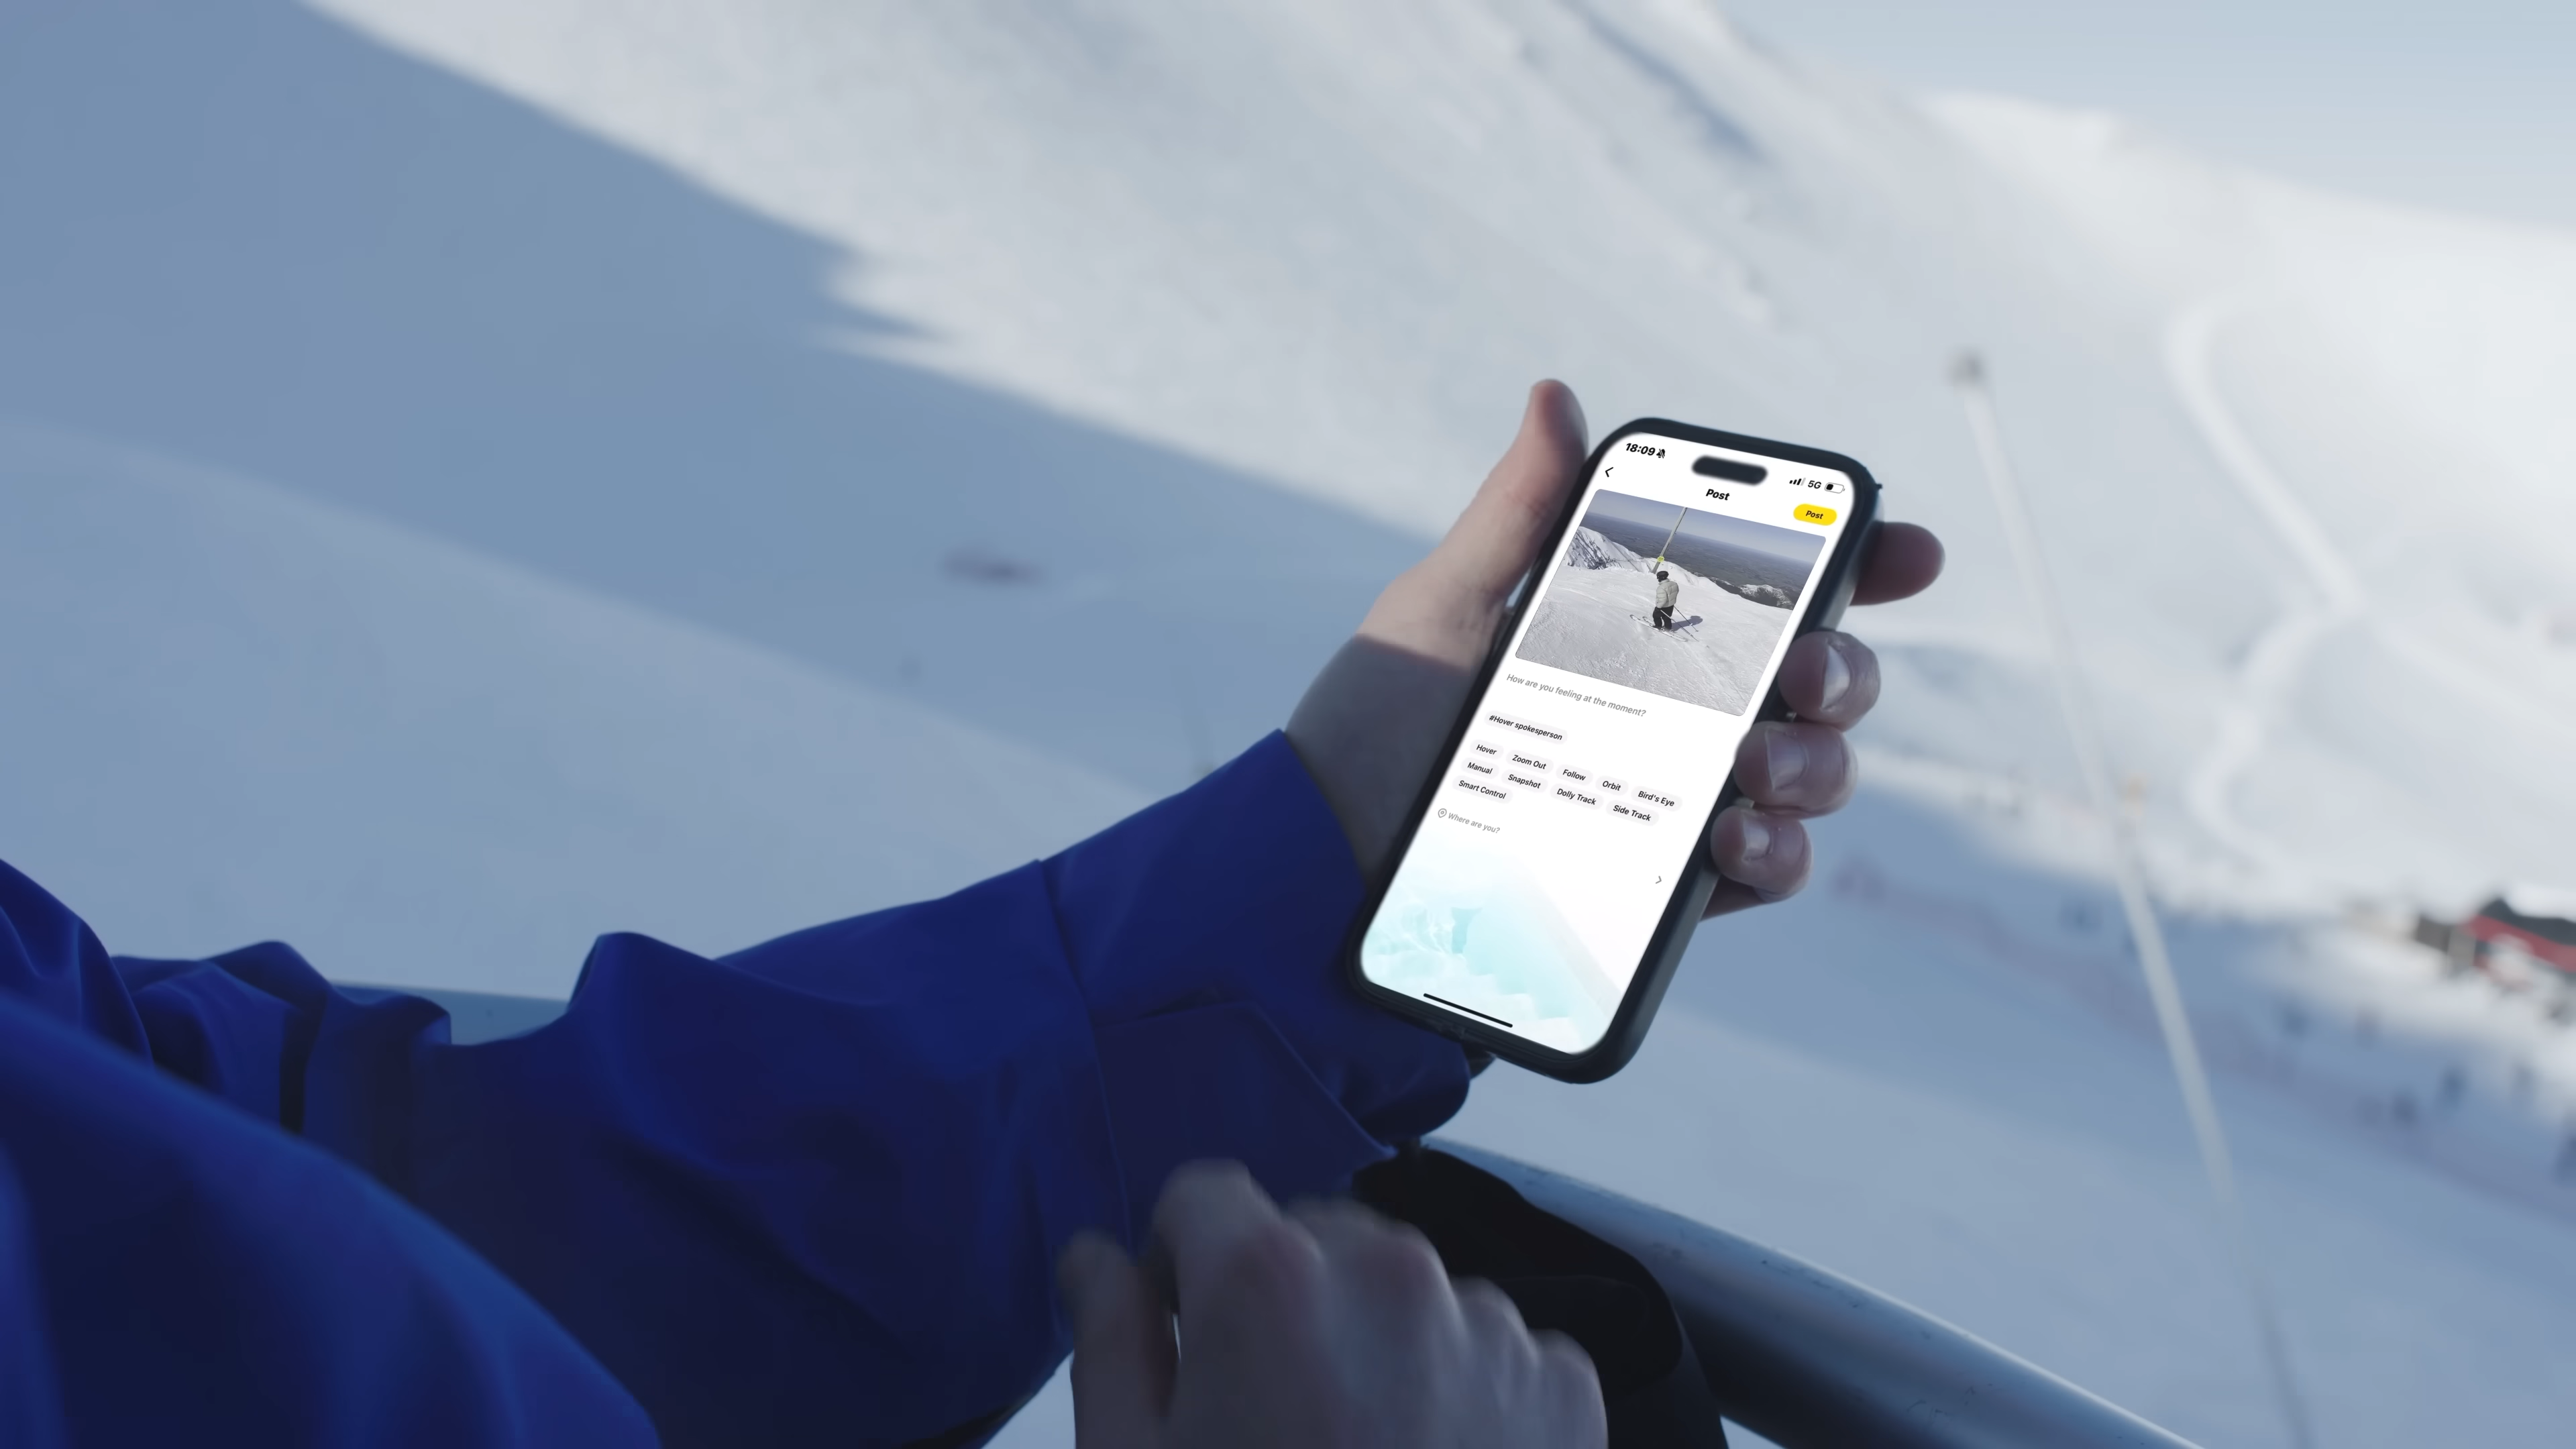 18:09
5G
Post
Post
How are you feeling at the moment?
#Hover spokesperson
Hover Zoom Out Follow Orbit Bird's Eye
Manual Snapshot Dolly Track Side Track
Smart Control
Where are you?